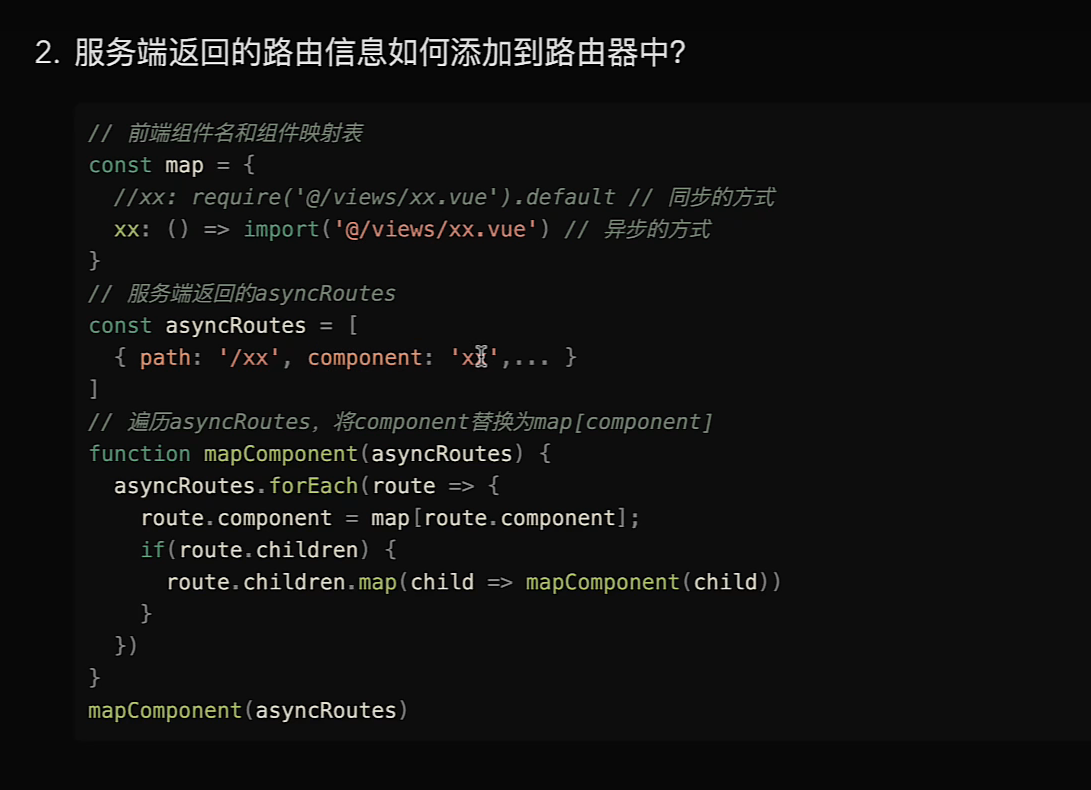 2. 服务端返回的路由信息如何添加到路由器中?
// 前端组件名和组件映射表
const map = {
  //xx: require('@/views/xx.vue').default // 同步的方式
  xx: () => import('@/views/xx.vue') // 异步的方式
}
// 服务端返回的asyncRoutes
const asyncRoutes = [
  { path: '/xx', component: 'xx',... }
]
// 遍历asyncRoutes，将component替换为map[component]
function mapComponent(asyncRoutes) {
  asyncRoutes.forEach(route => {
    route.component = map[route.component];
    if(route.children) {
      route.children.map(child => mapComponent(child))
    }
  })
}
mapComponent(asyncRoutes)